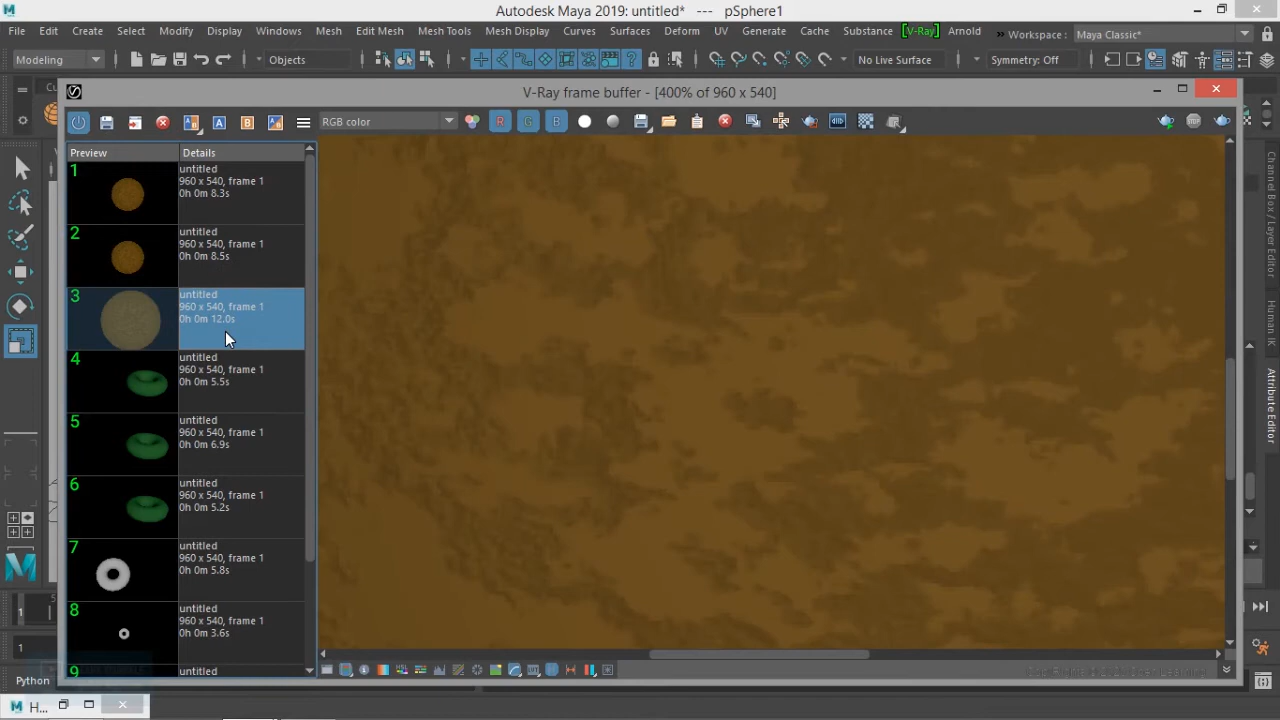 Autodesk Maya 2019: untitled* --- pSphere1
File Edit Create Select Modify Display Windows Mesh Edit Mesh Mesh Tools Mesh Display Curves Surfaces Deform UV Generate Cache Substance [V-Ray] Arnold » Workspace : Maya Classic*
Modeling Objects No Live Surface Symmetry: Off
V-Ray frame buffer - [400% of 960 x 540]
RGB color R G B
Preview Details
1 untitled
960 x 540, frame 1
0h 0m 8.3s
2 untitled
960 x 540, frame 1
0h 0m 8.5s
3 untitled
960 x 540, frame 1
0h 0m 12.0s
4 untitled
960 x 540, frame 1
0h 0m 5.5s
5 untitled
960 x 540, frame 1
0h 0m 6.9s
6 untitled
960 x 540, frame 1
0h 0m 5.2s
7 untitled
960 x 540, frame 1
0h 0m 5.8s
8 untitled
960 x 540, frame 1
0h 0m 3.6s
9 untitled
Channel Box / Layer Editor
Human IK
Attribute Editor
1
1
Python
M H...